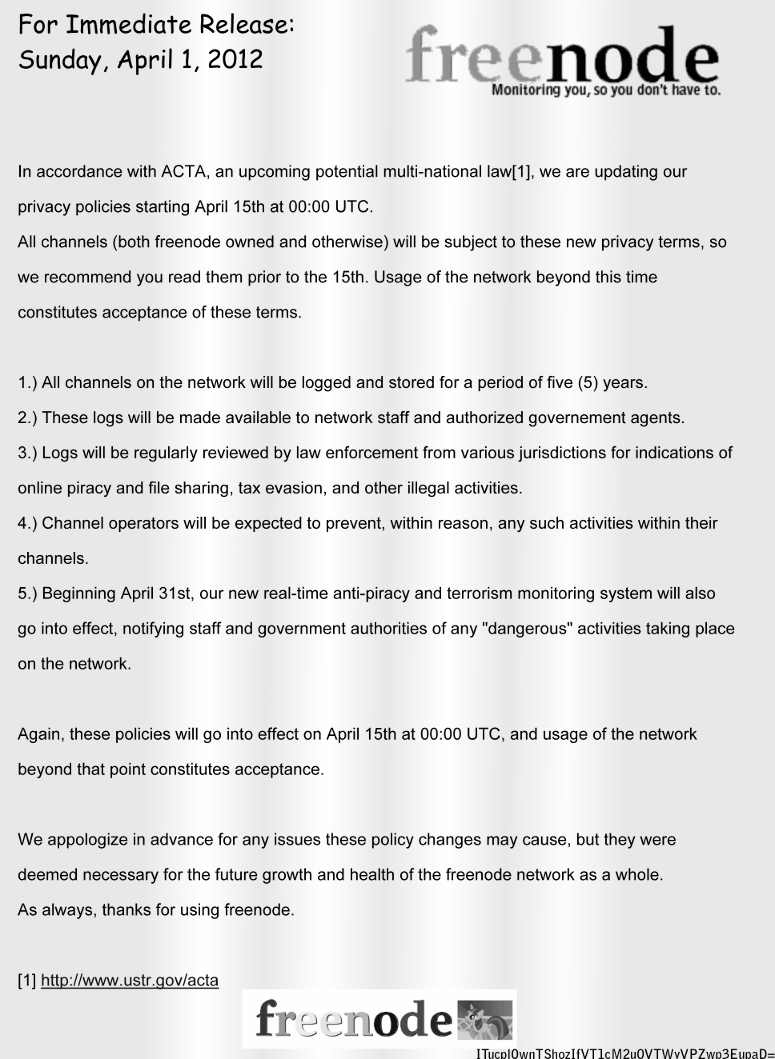 For Immediate Release:
Sunday, April 1, 2012
freenode
Monitoring you, so you don't have to.
In accordance with ACTA, an upcoming potential multi-national law[1], we are updating our
privacy policies starting April 15th at 00:00 UTC.
All channels (both freenode owned and otherwise) will be subject to these new privacy terms, so
we recommend you read them prior to the 15th. Usage of the network beyond this time
constitutes acceptance of these terms.
1.) All channels on the network will be logged and stored for a period of five (5) years.
2.) These logs will be made available to network staff and authorized governement agents.
3.) Logs will be regularly reviewed by law enforcement from various jurisdictions for indications of
online piracy and file sharing, tax evasion, and other illegal activities.
4.) Channel operators will be expected to prevent, within reason, any such activities within their
channels.
5.) Beginning April 31st, our new real-time anti-piracy and terrorism monitoring system will also
go into effect, notifying staff and government authorities of any "dangerous" activities taking place
on the network.
Again, these policies will go into effect on April 15th at 00:00 UTC, and usage of the network
beyond that point constitutes acceptance.
We appologize in advance for any issues these policy changes may cause, but they were
deemed necessary for the future growth and health of the freenode network as a whole.
As always, thanks for using freenode.
[1] http://www.ustr.gov/acta
freenode